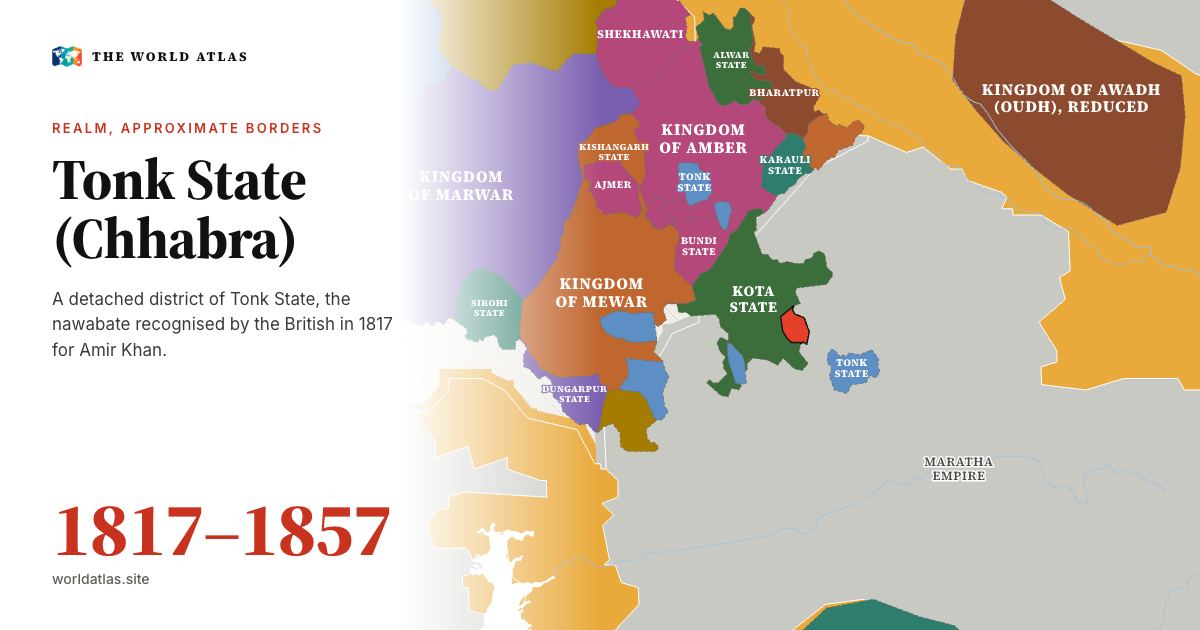 THE WORLD ATLAS
REALM, APPROXIMATE BORDERS
Tonk State
(Chhabra)
A detached district of Tonk State, the
nawabate recognised by the British in 1817
for Amir Khan.
1817–1857
worldatlas.site
SHEKHAWATI
ALWAR
STATE
BHARATPUR
KINGDOM OF AWADH
(OUDH), REDUCED
KINGDOM
OF AMBER
KISHANGARH
STATE
KARAULI
STATE
KINGDOM
OF MARWAR
AJMER
TONK
STATE
BUNDI
STATE
KINGDOM
OF MEWAR
KOTA
STATE
SIROHI
STATE
TONK
STATE
DUNGARPUR
STATE
MARATHA
EMPIRE